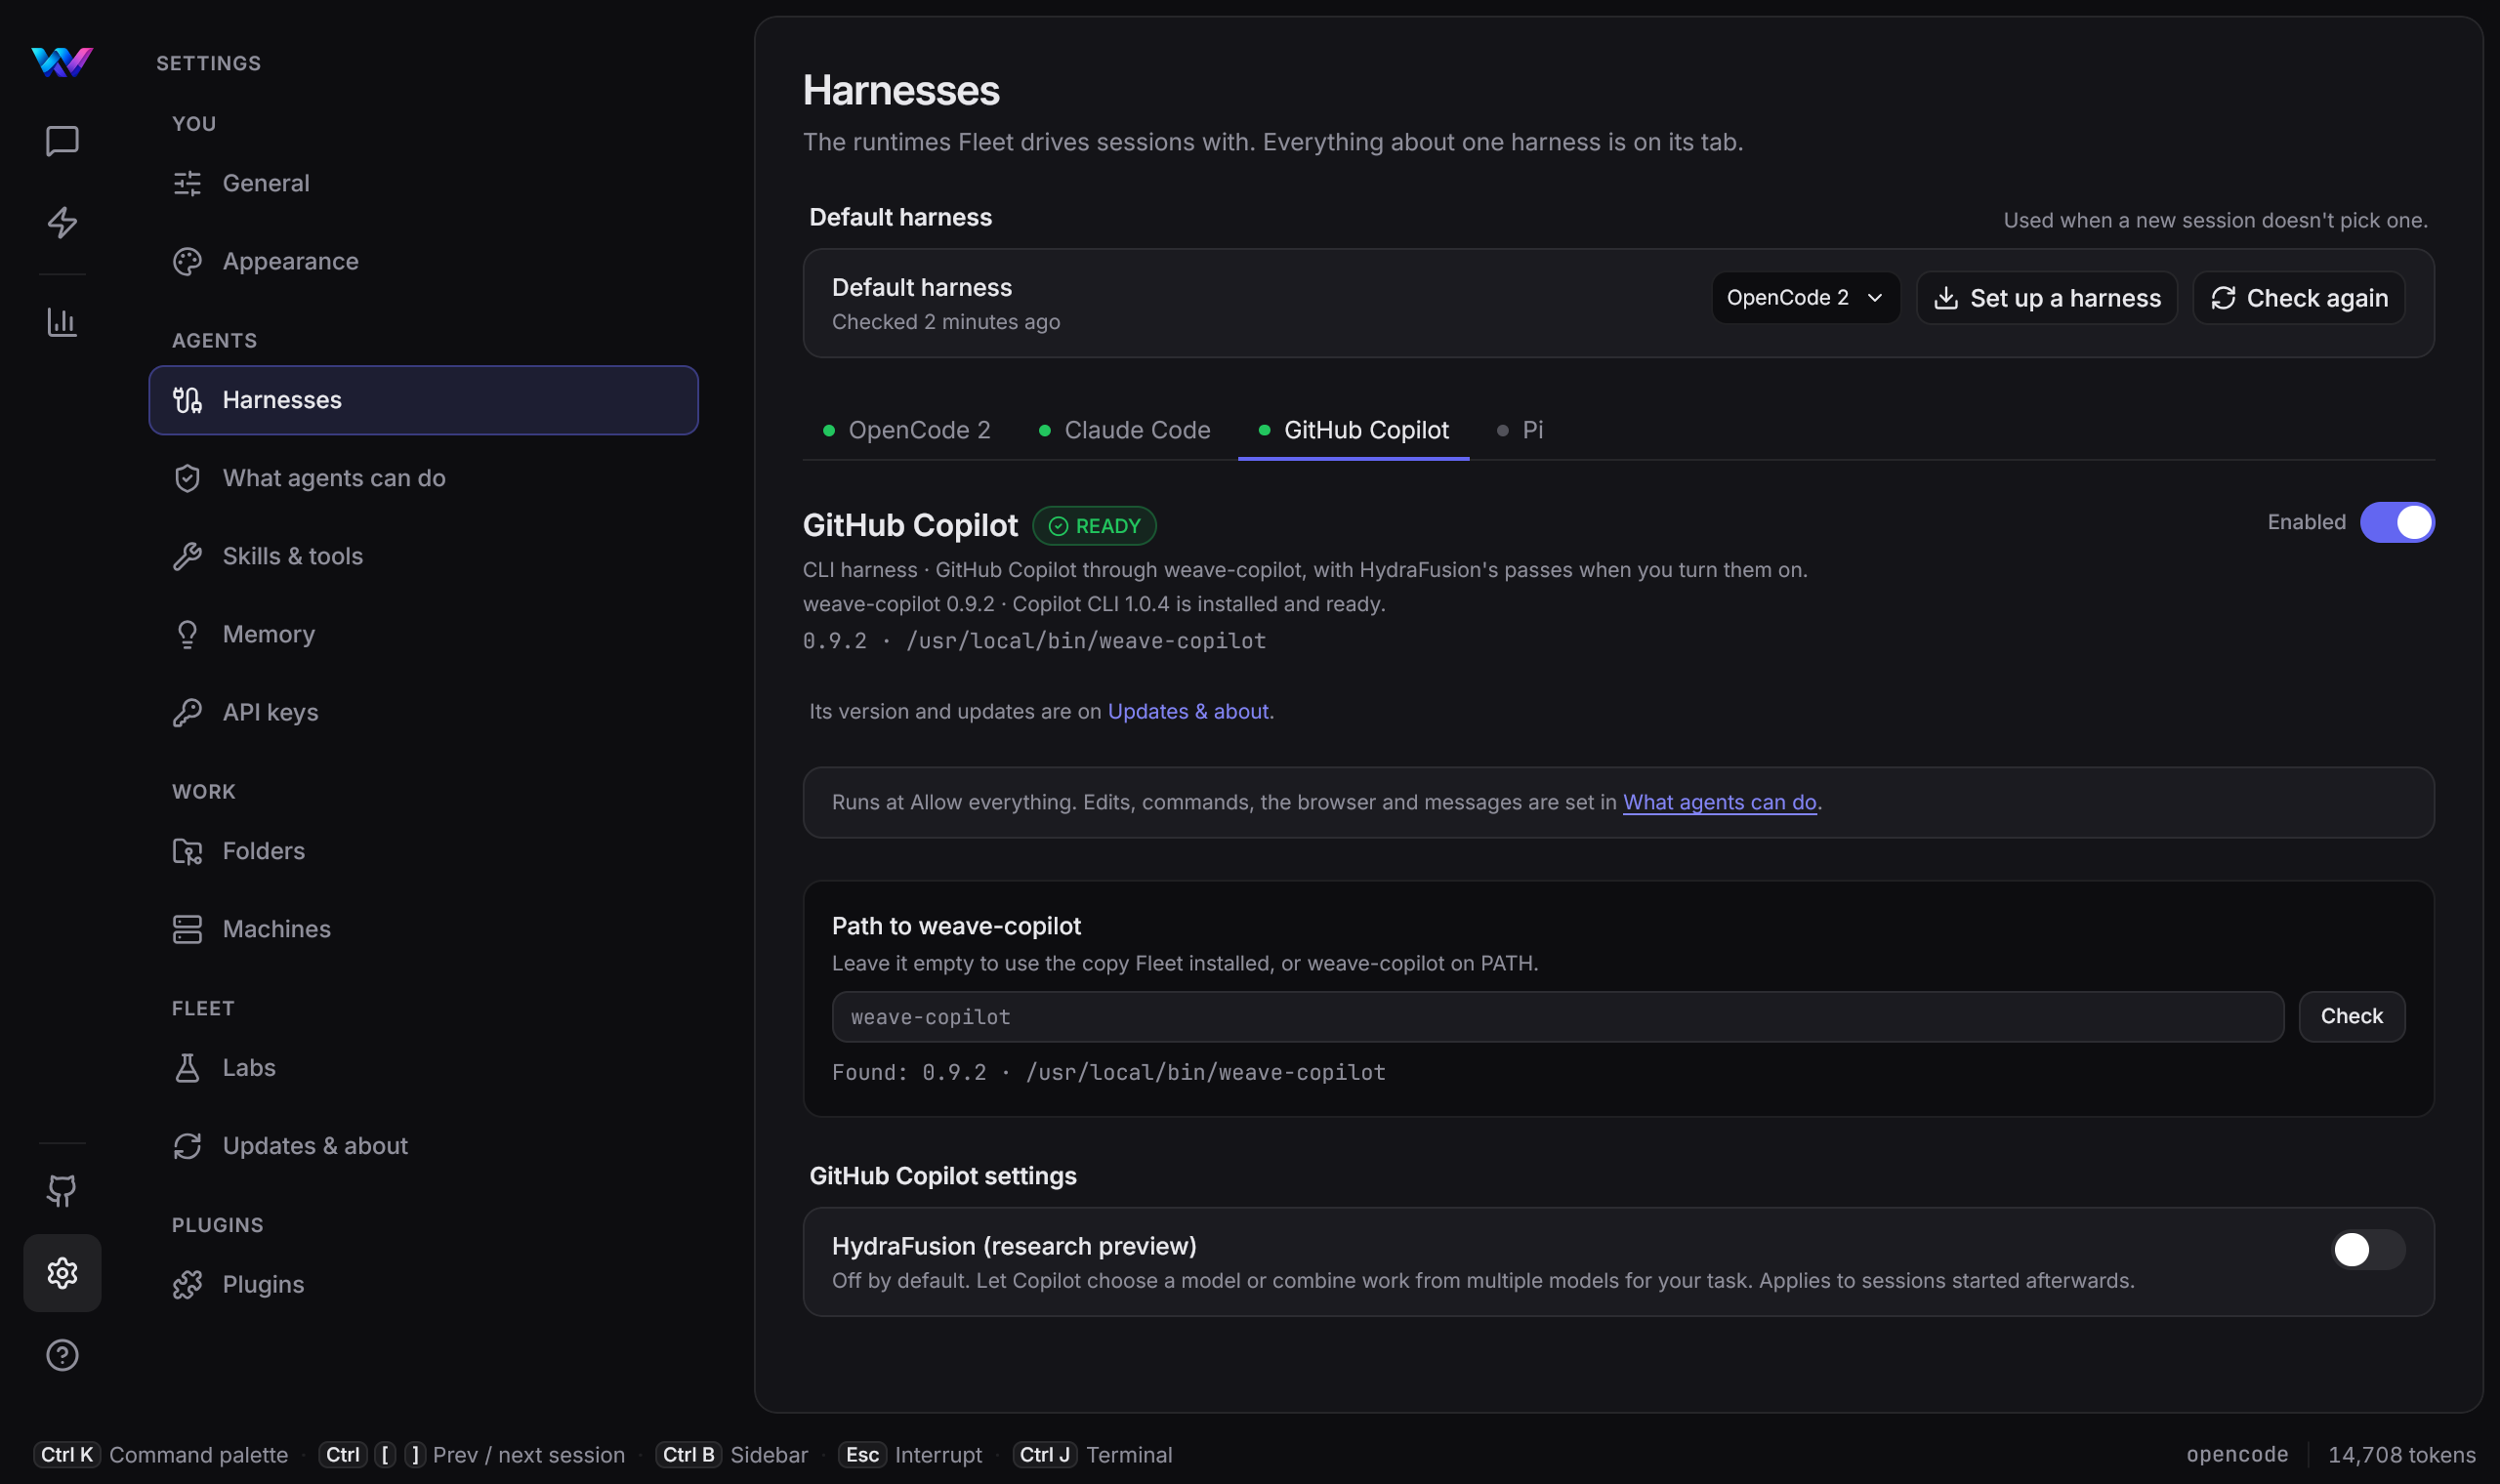 SETTINGS
YOU
General
Appearance
AGENTS
Harnesses
What agents can do
Skills & tools
Memory
API keys
WORK
Folders
Machines
FLEET
Labs
Updates & about
PLUGINS
Plugins
Harnesses
The runtimes Fleet drives sessions with. Everything about one harness is on its tab.
Default harness
Used when a new session doesn't pick one.
Default harness
Checked 2 minutes ago
OpenCode 2
Set up a harness
Check again
OpenCode 2
Claude Code
GitHub Copilot
Pi
GitHub Copilot
READY
Enabled
CLI harness · GitHub Copilot through weave-copilot, with HydraFusion's passes when you turn them on.
weave-copilot 0.9.2 · Copilot CLI 1.0.4 is installed and ready.
0.9.2 · /usr/local/bin/weave-copilot
Its version and updates are on Updates & about.
Runs at Allow everything. Edits, commands, the browser and messages are set in What agents can do.
Path to weave-copilot
Leave it empty to use the copy Fleet installed, or weave-copilot on PATH.
weave-copilot
Check
Found: 0.9.2 · /usr/local/bin/weave-copilot
GitHub Copilot settings
HydraFusion (research preview)
Off by default. Let Copilot choose a model or combine work from multiple models for your task. Applies to sessions started afterwards.
Ctrl K Command palette · Ctrl [ ] Prev / next session · Ctrl B Sidebar · Esc Interrupt · Ctrl J Terminal
opencode
14,708 tokens